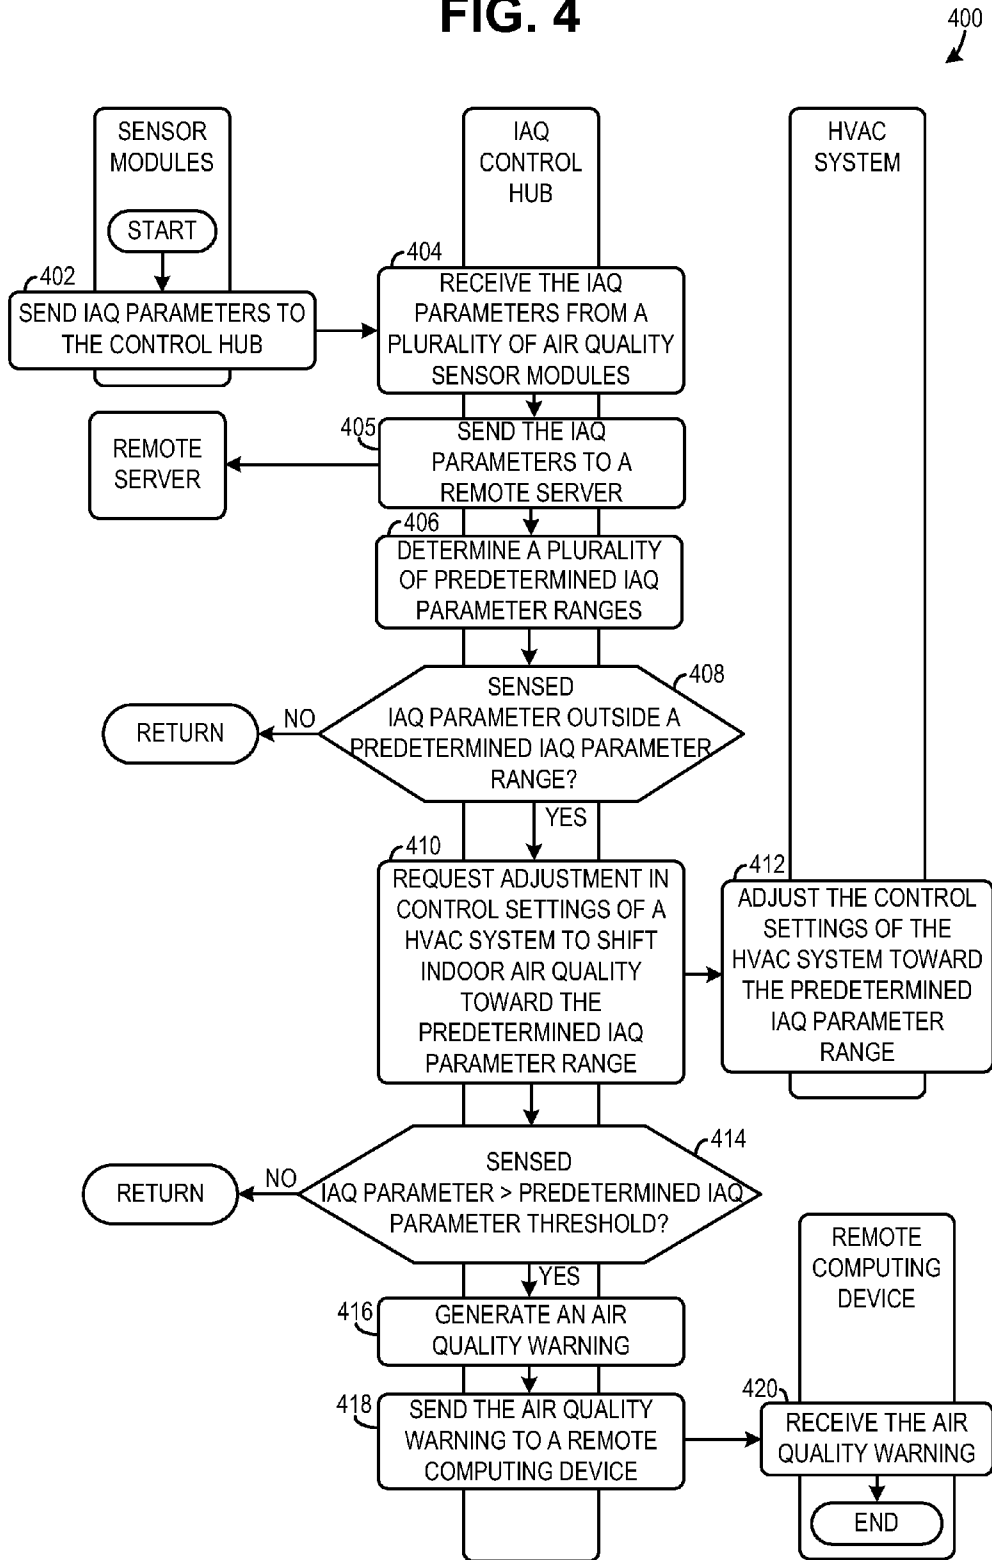 FIG. 4
400
SENSOR
MODULES
IAQ
CONTROL
HUB
HVAC
SYSTEM
START
402
SEND IAQ PARAMETERS TO
THE CONTROL HUB
404
RECEIVE THE IAQ
PARAMETERS FROM A
PLURALITY OF AIR QUALITY
SENSOR MODULES
REMOTE
SERVER
405
SEND THE IAQ
PARAMETERS TO A
REMOTE SERVER
406
DETERMINE A PLURALITY
OF PREDETERMINED IAQ
PARAMETER RANGES
408
SENSED
IAQ PARAMETER OUTSIDE A
PREDETERMINED IAQ PARAMETER
RANGE?
NO
RETURN
YES
410
REQUEST ADJUSTMENT IN
CONTROL SETTINGS OF A
HVAC SYSTEM TO SHIFT
INDOOR AIR QUALITY
TOWARD THE
PREDETERMINED IAQ
PARAMETER RANGE
412
ADJUST THE CONTROL
SETTINGS OF THE
HVAC SYSTEM TOWARD
THE PREDETERMINED
IAQ PARAMETER
RANGE
414
SENSED
IAQ PARAMETER > PREDETERMINED IAQ
PARAMETER THRESHOLD?
NO
RETURN
YES
416
GENERATE AN AIR
QUALITY WARNING
418
SEND THE AIR QUALITY
WARNING TO A REMOTE
COMPUTING DEVICE
REMOTE
COMPUTING
DEVICE
420
RECEIVE THE AIR
QUALITY WARNING
END